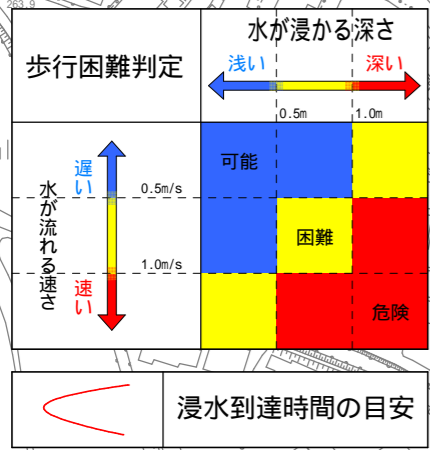 263.9
歩行困難判定
水が浸かる深さ
浅い
深い
0.5m
1.0m
水が流れる速さ
遅い
速い
0.5m/s
1.0m/s
可能
困難
危険
浸水到達時間の目安